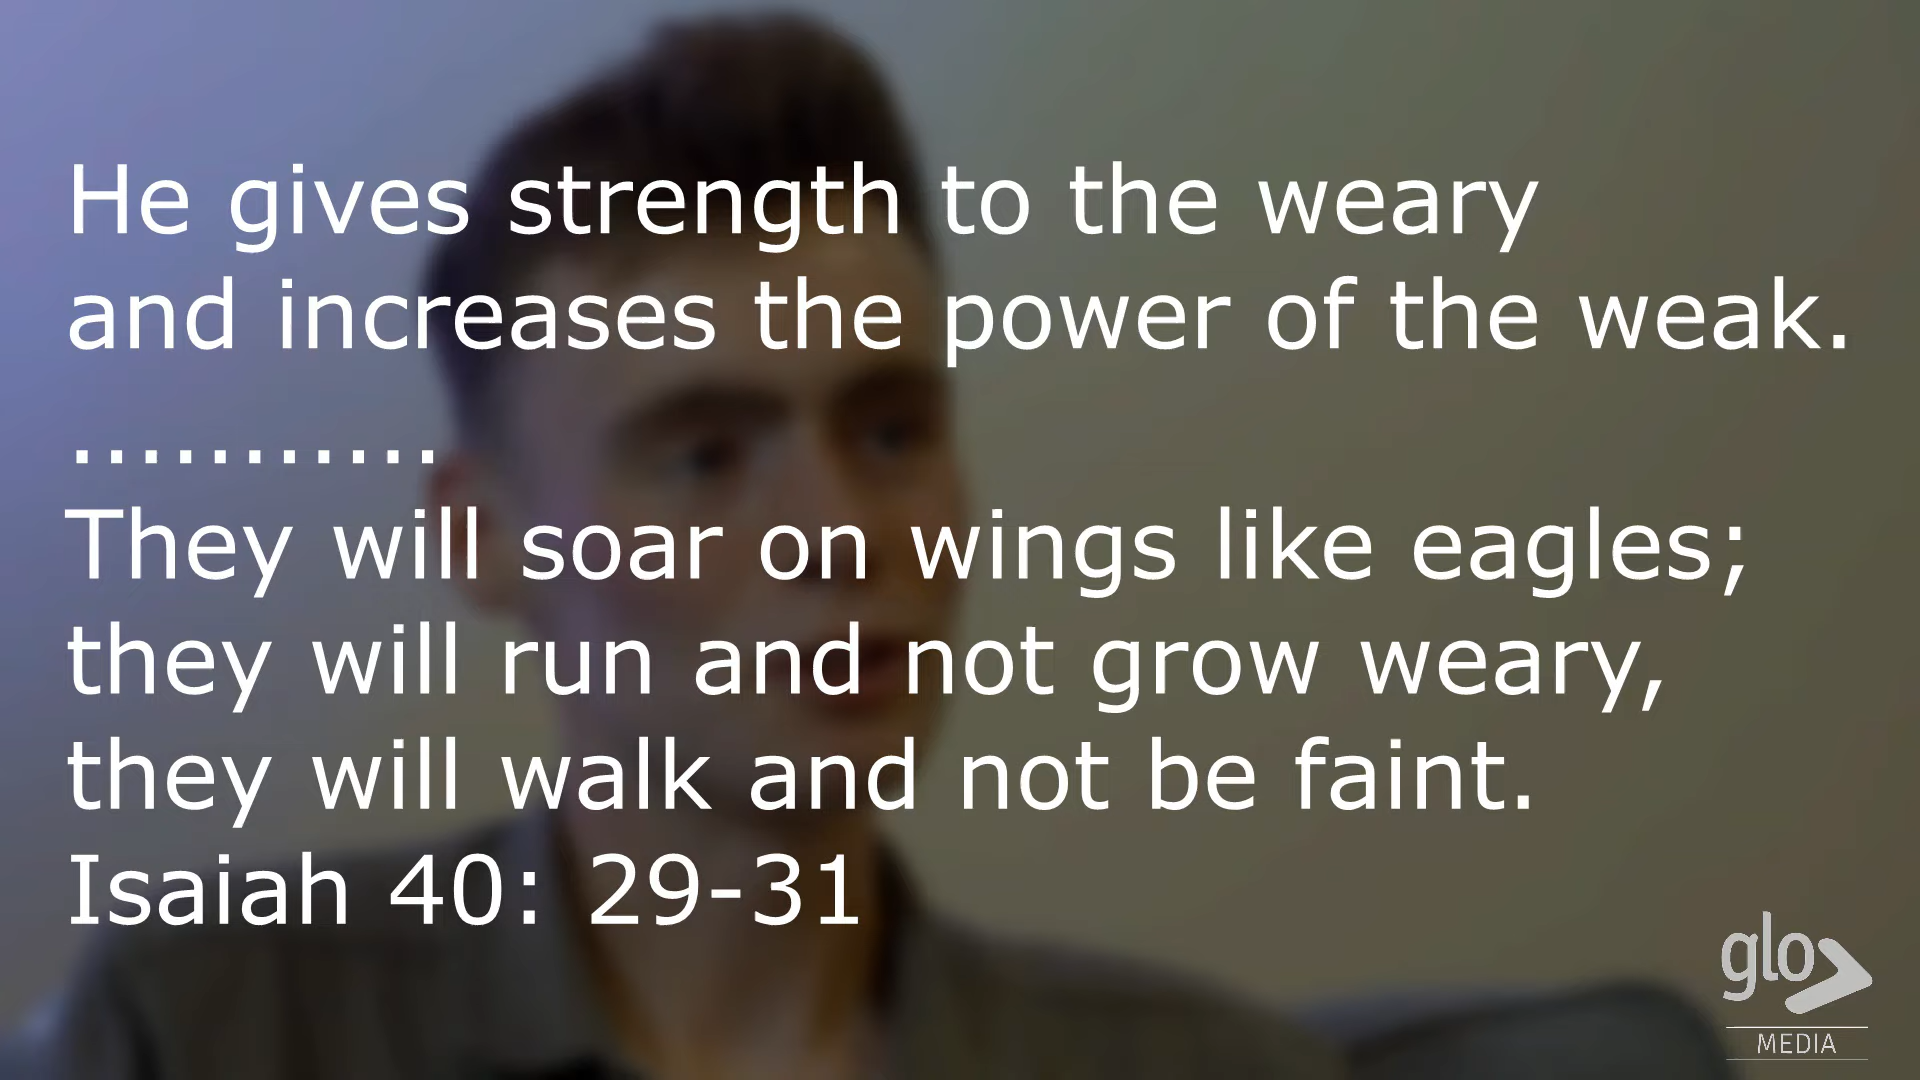 He gives strength to the weary
and increases the power of the weak.
...........
They will soar on wings like eagles;
they will run and not grow weary,
they will walk and not be faint.
Isaiah 40: 29-31
glo
MEDIA